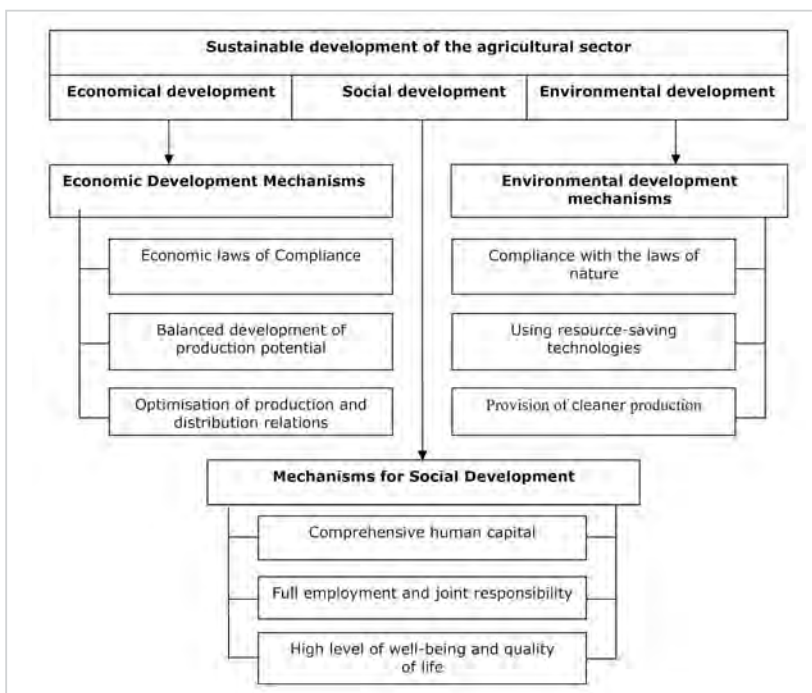 Sustainable development of the agricultural sector
Economical development
Social development
Environmental development
Economic Development Mechanisms
Economic laws of Compliance
Balanced development of
production potential
Optimisation of production and
distribution relations
Environmental development
mechanisms
Compliance with the laws of
nature
Using resource-saving
technologies
Provision of cleaner production
Mechanisms for Social Development
Comprehensive human capital
Full employment and joint responsibility
High level of well-being and quality
of life